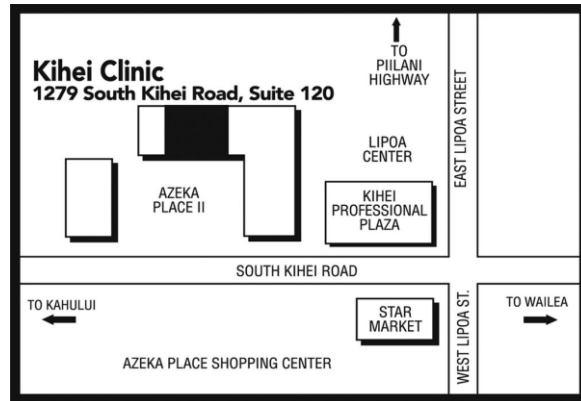 Kihei Clinic
1279 South Kihei Road, Suite 120
TO
PIILANI
HIGHWAY
EAST LIPOA STREET
LIPOA
CENTER
AZEKA
PLACE II
KIHEI
PROFESSIONAL
PLAZA
SOUTH KIHEI ROAD
TO KAHULUI
STAR
MARKET
WEST LIPOA ST.
TO WAILEA
AZEKA PLACE SHOPPING CENTER